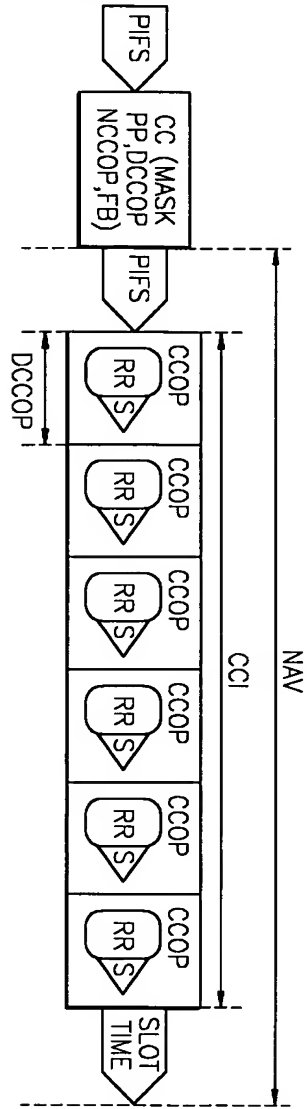 NAV
CCI
PIFS
CC (MASK
PP,DCCOP
NCCOP,FB)
PIFS
CCOP
RR S
CCOP
RR S
CCOP
RR S
CCOP
RR S
CCOP
RR S
CCOP
RR S
SLOT
TIME
DCCOP